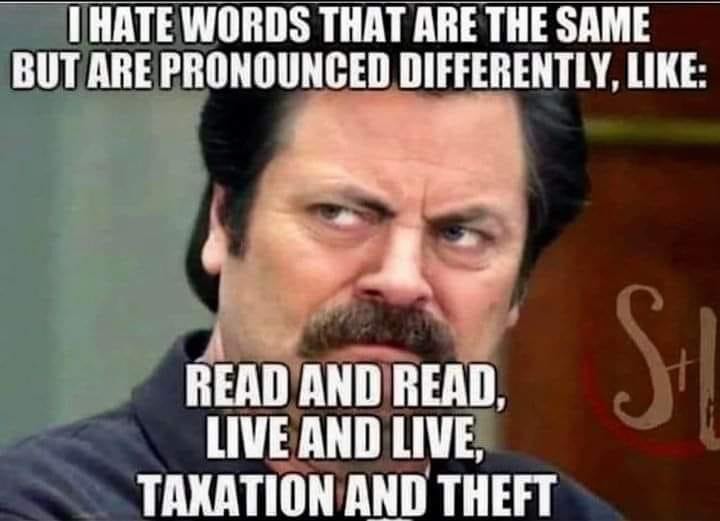 I HATE WORDS THAT ARE THE SAME
BUT ARE PRONOUNCED DIFFERENTLY, LIKE:
S+L
READ AND READ,
LIVE AND LIVE,
TAXATION AND THEFT